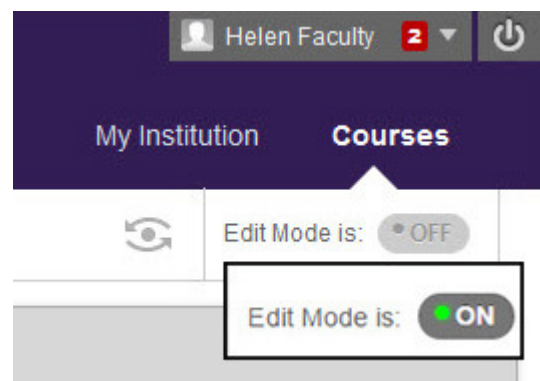 Helen Faculty 2
My Institution Courses
Edit Mode is: OFF
Edit Mode is: ON